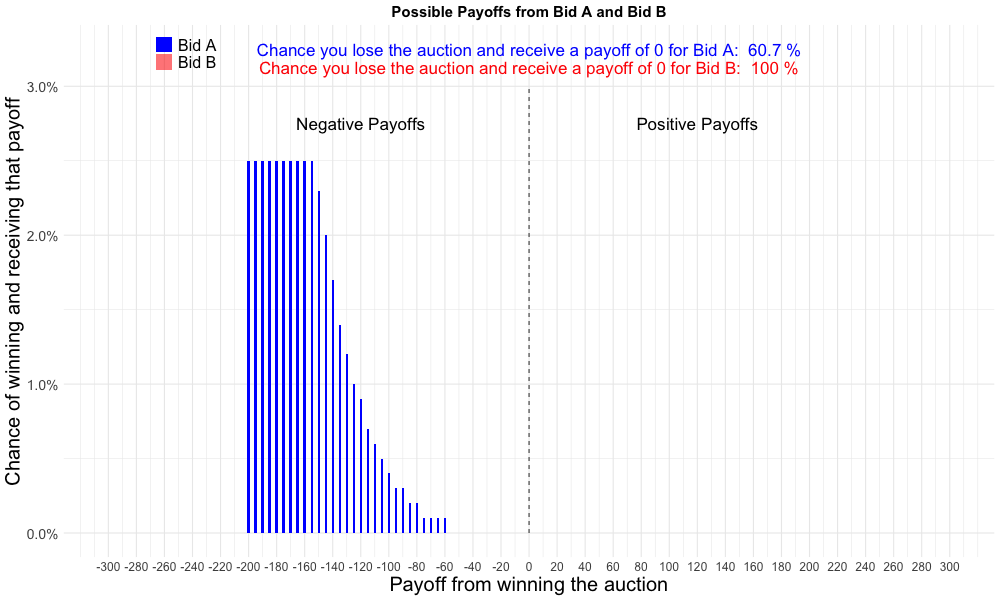 Possible Payoffs from Bid A and Bid B
Bid A
Bid B
Chance you lose the auction and receive a payoff of 0 for Bid A:  60.7 %
Chance you lose the auction and receive a payoff of 0 for Bid B:  100 %
Negative Payoffs
Positive Payoffs
Chance of winning and receiving that payoff
3.0%
2.0%
1.0%
0.0%
-300 -280 -260 -240 -220 -200 -180 -160 -140 -120 -100 -80 -60 -40 -20 0 20 40 60 80 100 120 140 160 180 200 220 240 260 280 300
Payoff from winning the auction